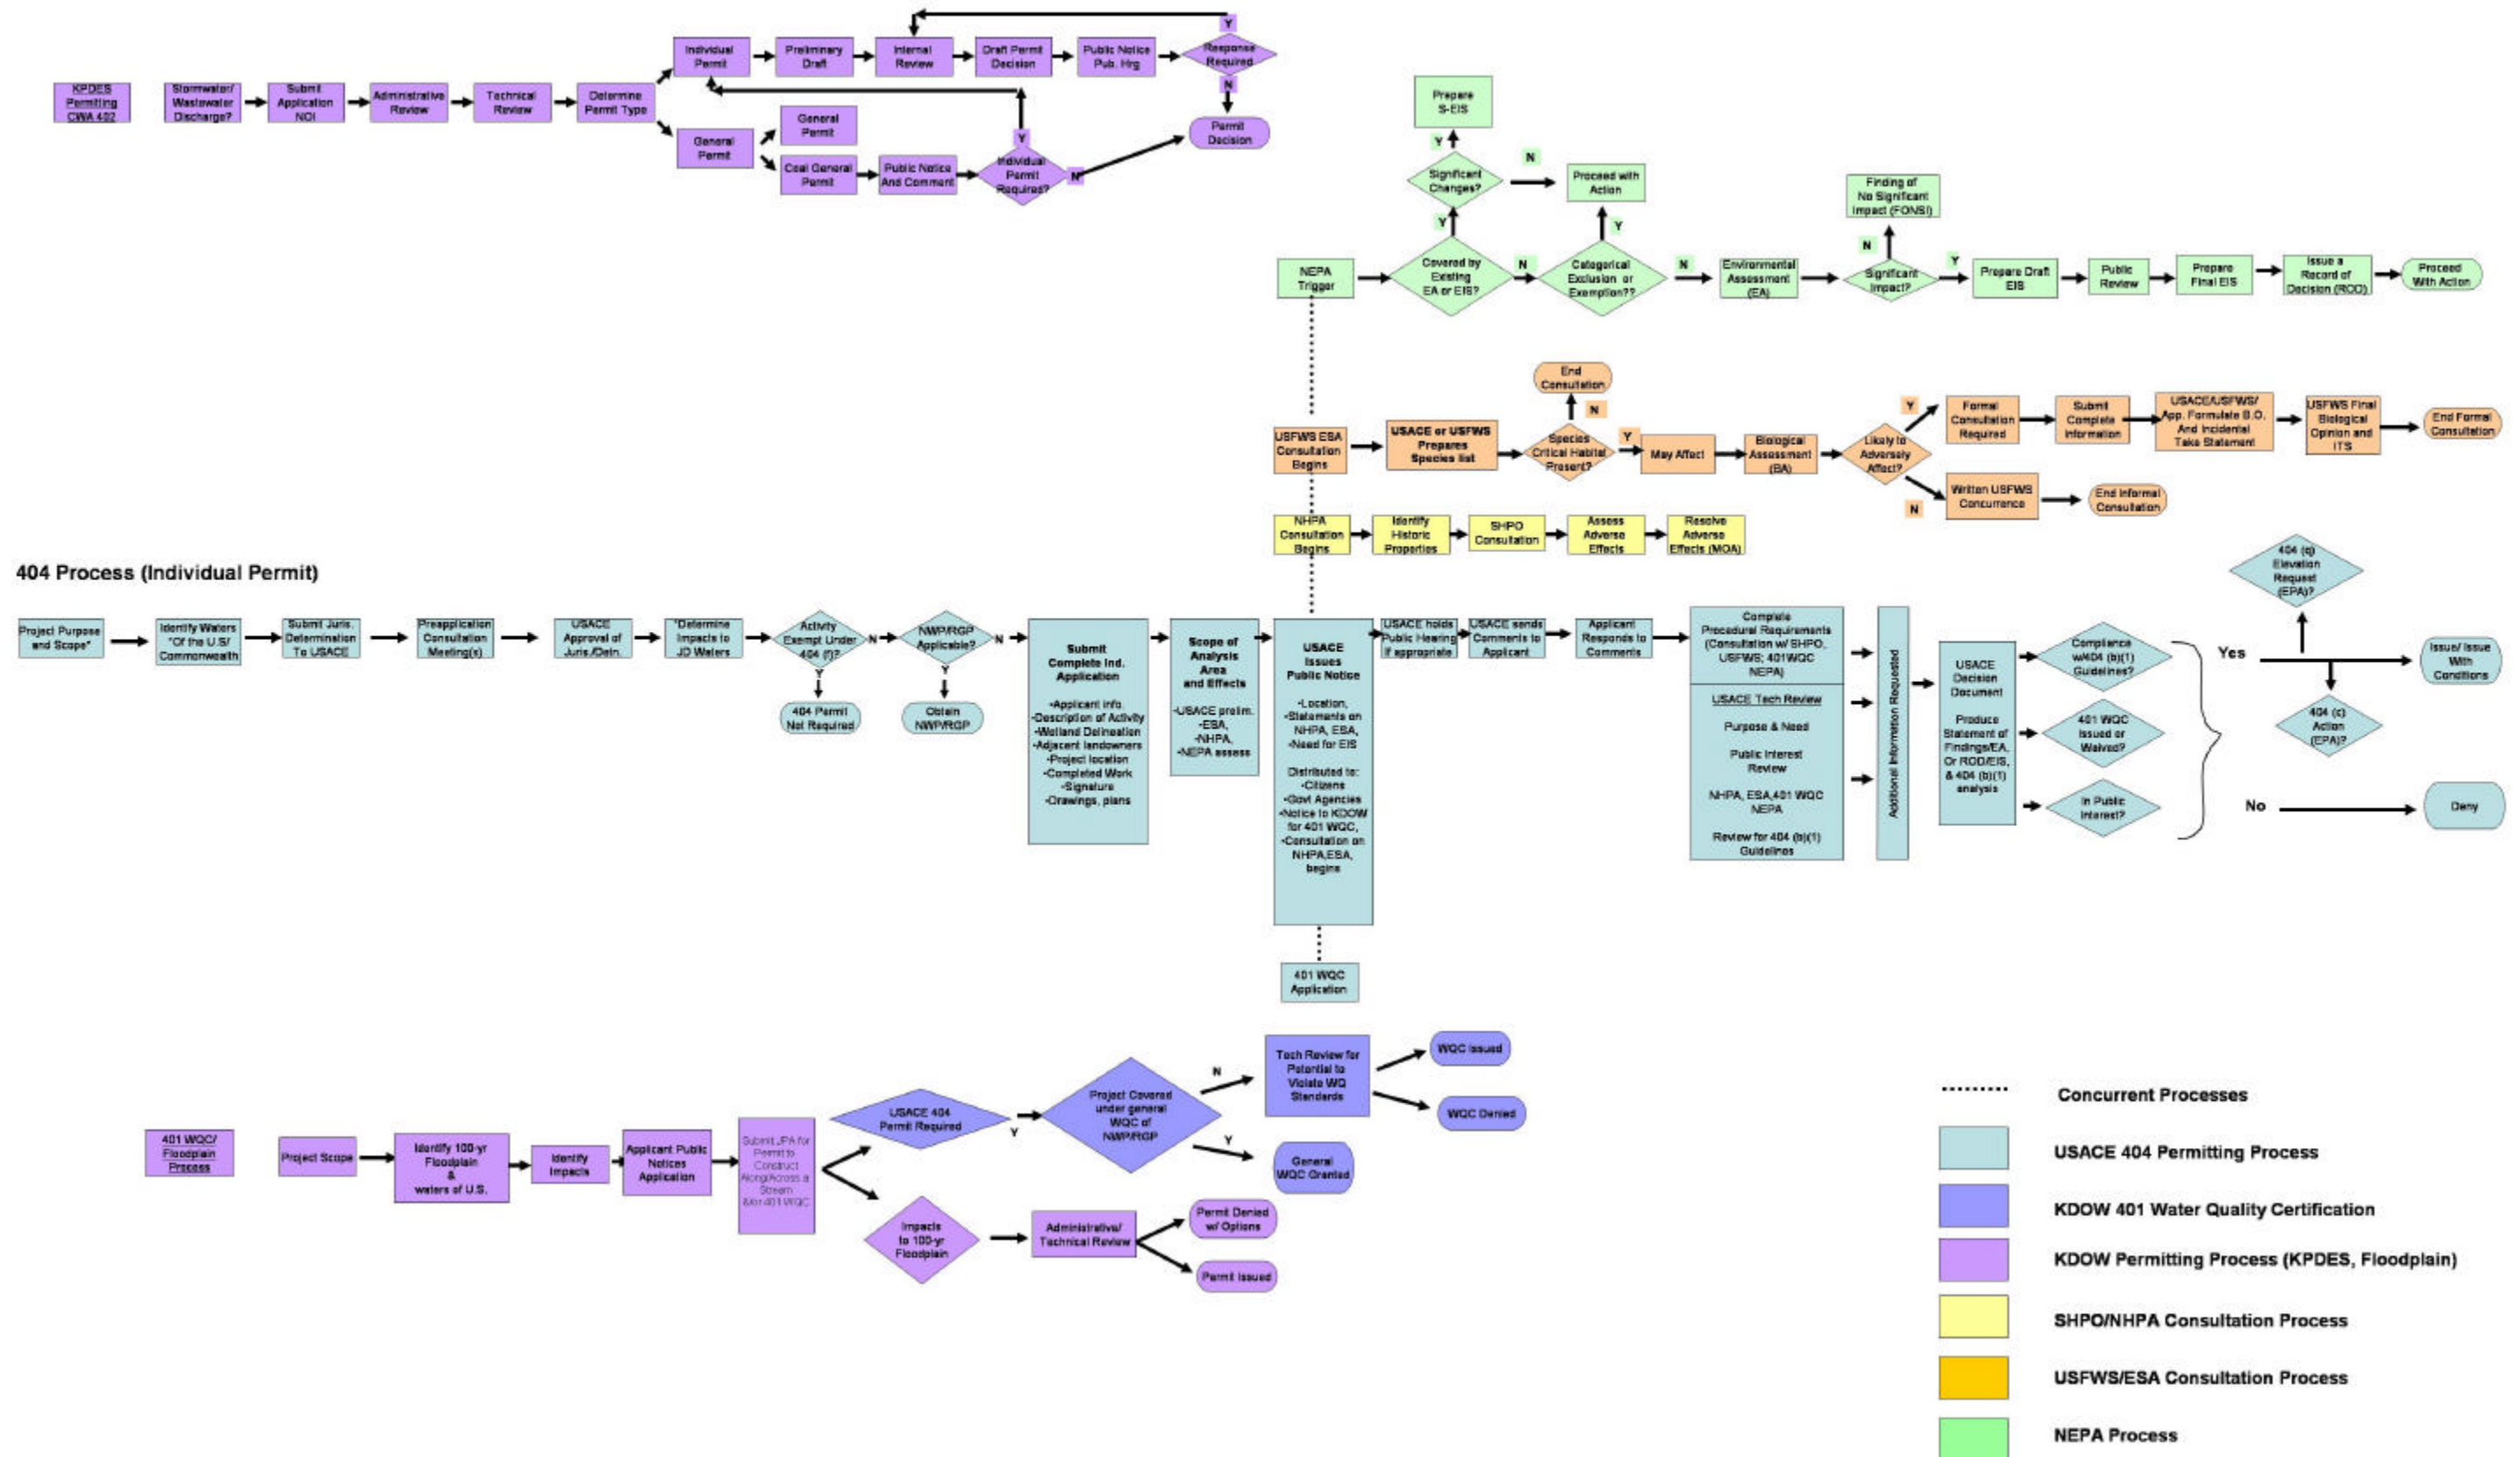 KPDES
Permitting
CWA 402
Stormwater/
Wastewater
Discharge?
Submit
Application
NOI
Administrative
Review
Technical
Review
Determine
Permit Type
Individual
Permit
Preliminary
Draft
Internal
Review
Draft Permit
Decision
Public Notice
Pub. Hrg
Y
Response
Required
N
Permit
Decision
General
Permit
General
Permit
Coal General
Permit
Public Notice
And Comment
Y
Individual
Permit
Required?
N
Prepare
S-EIS
Y
Significant
Changes?
N
Proceed with
Action
Y
Y
NEPA
Trigger
Covered by
Existing
EA or EIS?
N
Categorical
Exclusion or
Exemption??
N
Environmental
Assessment
(EA)
Finding of
No Significant
Impact (FONSI)
N
Significant
Impact?
Y
Prepare Draft
EIS
Public
Review
Prepare
Final EIS
Issue a
Record of
Decision (ROD)
Proceed
With Action
End
Consultation
N
USFWS ESA
Consultation
Begins
USACE or USFWS
Prepares
Species list
Species
Critical Habitat
Present?
Y
May Affect
Biological
Assessment
(BA)
Likely to
Adversely
Affect?
Y
Formal
Consultation
Required
Submit
Complete
Information
USACE/USFWS/
App. Formulate B.O.
And Incidental
Take Statement
USFWS Final
Biological
Opinion and
ITS
End Formal
Consultation
N
Written USFWS
Concurrence
End Informal
Consultation
NHPA
Consultation
Begins
Identify
Historic
Properties
SHPO
Consultation
Assess
Adverse
Effects
Resolve
Adverse
Effects (MOA)
404 Process (Individual Permit)
Project Purpose
and Scope"
Identify Waters
"Of the U.S/
Commonwealth
Submit Juris.
Determination
To USACE
Preapplication
Consultation
Meeting(s)
USACE
Approval of
Juris./Detn.
"Determine
Impacts to
JD Waters
Activity
Exempt Under
404 (f)?
N
Y
404 Permit
Not Required
NWP/RGP
Applicable?
N
Y
Obtain
NWP/RGP
Submit
Complete Ind.
Application
•Applicant info.
•Description of Activity
•Wetland Delineation
•Adjacent landowners
•Project location
•Completed Work
•Signature
•Drawings, plans
Scope of
Analysis
Area
and Effects
•USACE prelim.
•ESA,
•NHPA,
•NEPA assess
USACE
Issues
Public Notice
•Location,
•Statements on
NHPA, ESA,
•Need for EIS
Distributed to:
•Citizens
•Govt Agencies
•Notice to KDOW
for 401 WQC,
•Consultation on
NHPA,ESA,
begins
USACE holds
Public Hearing
If appropriate
USACE sends
Comments to
Applicant
Applicant
Responds to
Comments
Complete
Procedural Requirements
(Consultation w/ SHPO,
USFWS; 401WQC
NEPA)
USACE Tech Review
Purpose & Need
Public Interest
Review
NHPA, ESA,401 WQC
NEPA
Review for 404 (b)(1)
Guidelines
Additional Information Requested
USACE
Decision
Document
Produce
Statement of
Findings/EA,
Or ROD/EIS,
& 404 (b)(1)
analysis
Compliance
w/404 (b)(1)
Guidelines?
401 WQC
Issued or
Waived?
In Public
Interest?
404 (q)
Elevation
Request
(EPA)?
Yes
Issue/ Issue
With
Conditions
404 (c)
Action
(EPA)?
No
Deny
401 WQC
Application
401 WQC/
Floodplain
Process
Project Scope
Identify 100-yr
Floodplain
&
waters of U.S.
Identify
Impacts
Applicant Public
Notices
Application
Submit JPA for
Permit to
Construct
Along/Across a
Stream
&/or 401 WQC
USACE 404
Permit Required
Y
Project Covered
under general
WQC of
NWP/RGP
N
Tech Review for
Potential to
Violate WQ
Standards
WQC Issued
WQC Denied
Y
General
WQC Granted
Impacts
to 100-yr
Floodplain
Administrative/
Technical Review
Permit Denied
w/ Options
Permit Issued
Concurrent Processes
USACE 404 Permitting Process
KDOW 401 Water Quality Certification
KDOW Permitting Process (KPDES, Floodplain)
SHPO/NHPA Consultation Process
USFWS/ESA Consultation Process
NEPA Process